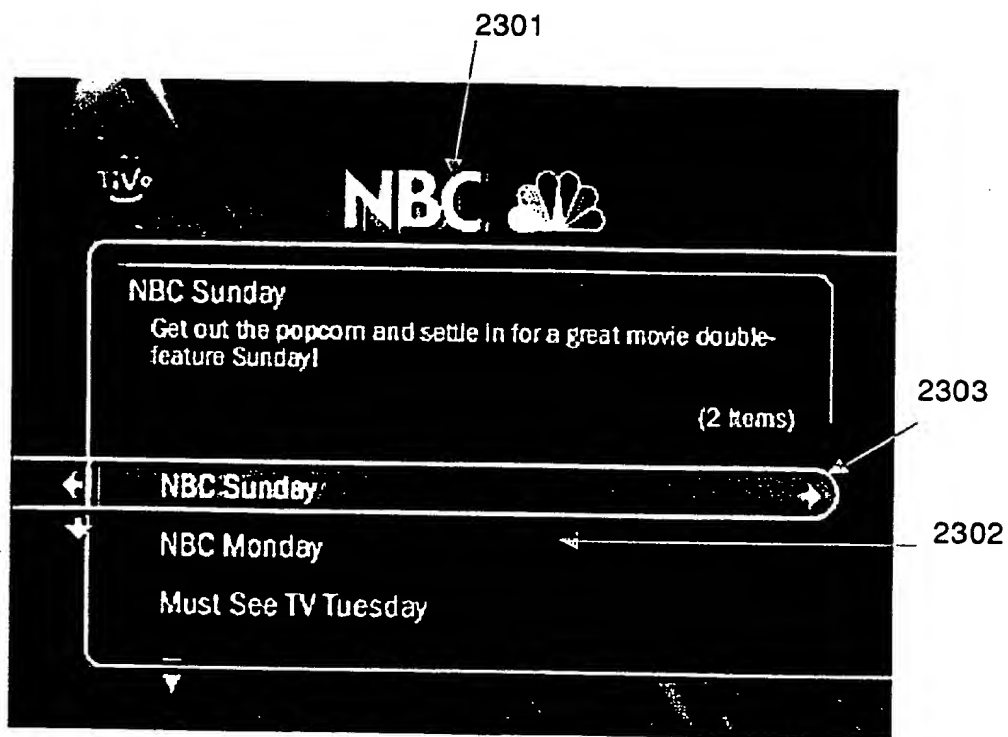 2301
TiVo
NBC
NBC Sunday
Get out the popcorn and settle in for a great movie double-
feature Sunday!
(2 Items)
2303
NBC Sunday
2302
NBC Monday
Must See TV Tuesday